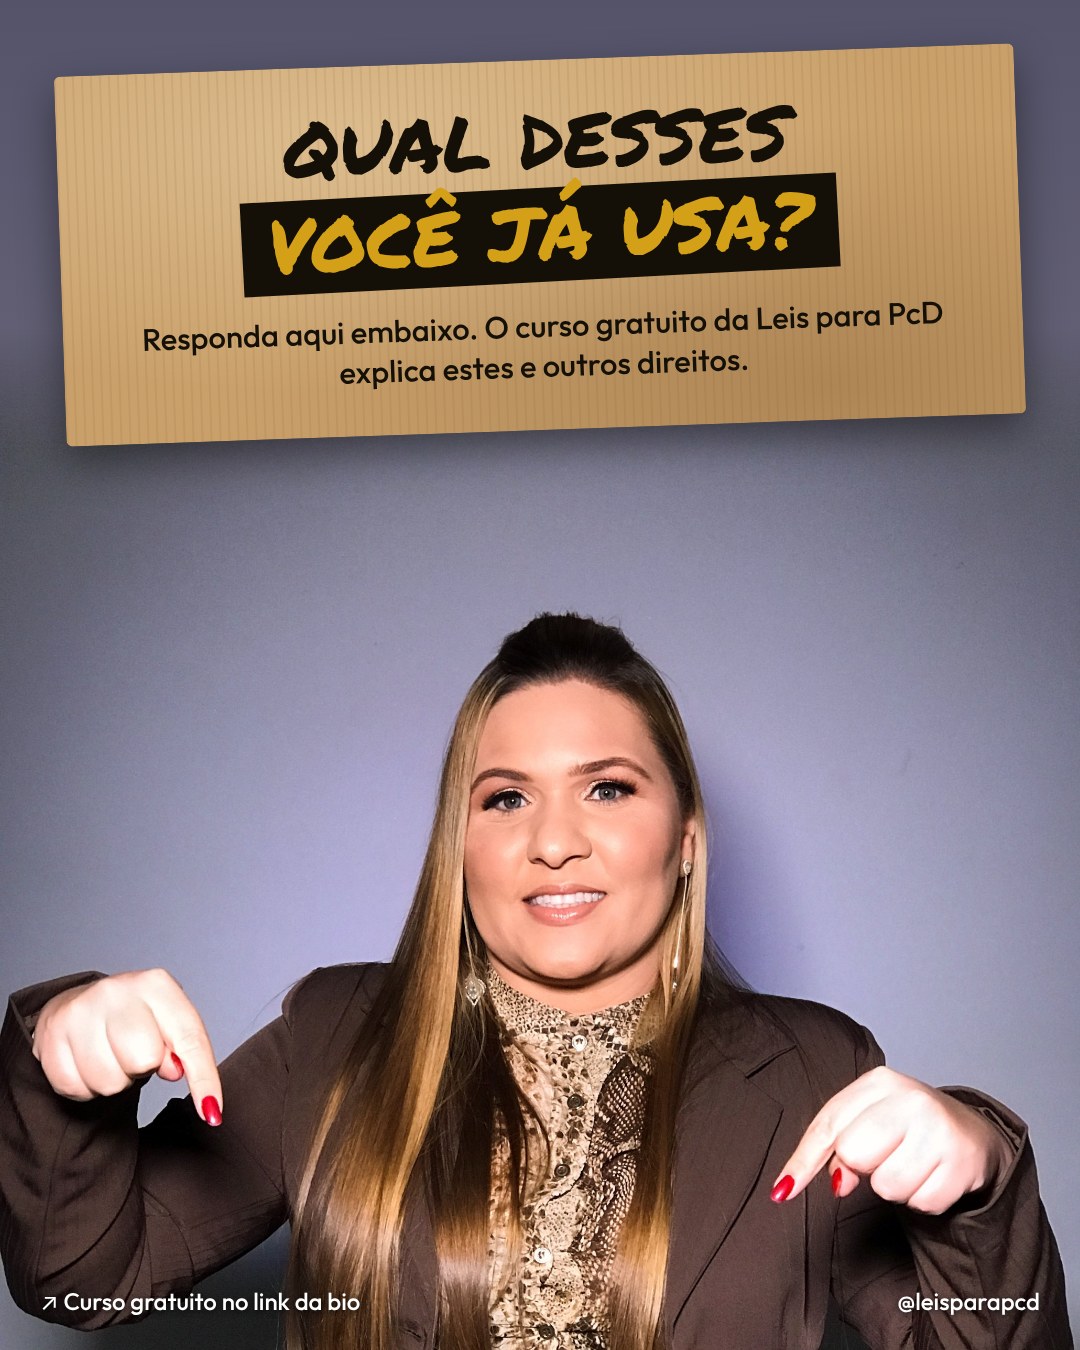 QUAL DESSES
VOCÊ JÁ USA?
Responda aqui embaixo. O curso gratuito da Leis para PcD
explica estes e outros direitos.
↗ Curso gratuito no link da bio
@leisparapcd